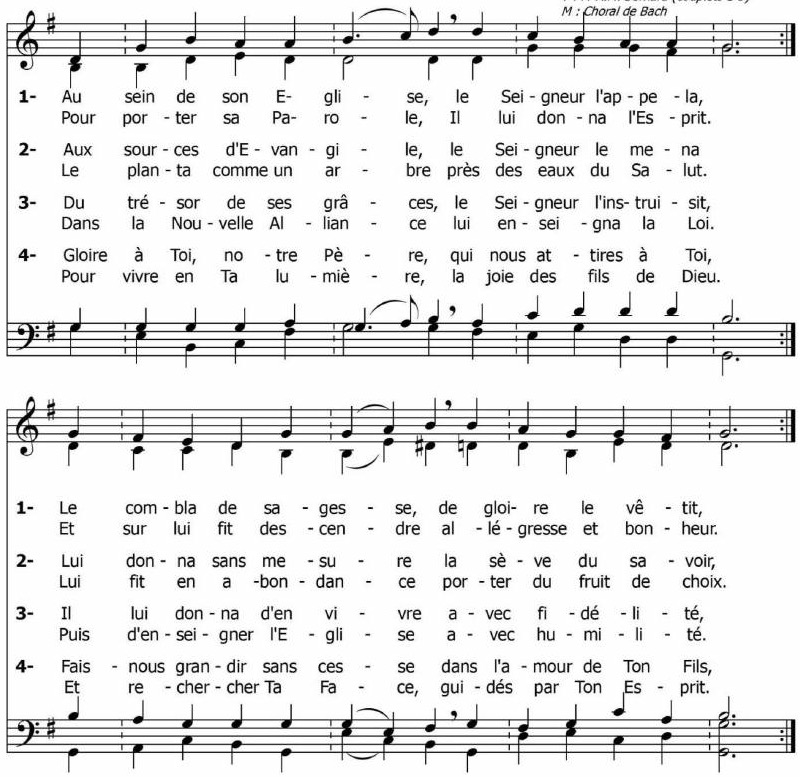 M : Choral de Bach
1- Au sein de son E - gli - se, le Sei - gneur l'ap - pe - la,
Pour por - ter sa Pa - ro - le, Il lui don - na l'Es - prit.
2- Aux sour - ces d'E - van - gi - le, le Sei - gneur le me - na
Le plan - ta comme un ar - bre près des eaux du Sa - lut.
3- Du tré - sor de ses grâ - ces, le Sei - gneur l'ins - trui - sit,
Dans la Nou - velle Al - lian - ce lui en - sei - gna la Loi.
4- Gloire à Toi, no - tre Pè - re, qui nous at - tires à Toi,
Pour vivre en Ta lu - miè - re, la joie des fils de Dieu.
1- Le com - bla de sa - ges - se, de gloi - re le vê - tit,
Et sur lui fit des - cen - dre al - lé - gresse et bon - heur.
2- Lui don - na sans me - su - re la sè - ve du sa - voir,
Lui fit en a - bon - dan - ce por - ter du fruit de choix.
3- Il lui don - na d'en vi - vre a - vec fi - dé - li - té,
Puis d'en - sei - gner l'E - gli - se a - vec hu - mi - li - té.
4- Fais - nous gran - dir sans ces - se dans l'a - mour de Ton Fils,
Et re - cher - cher Ta Fa - ce, gui - dés par Ton Es - prit.